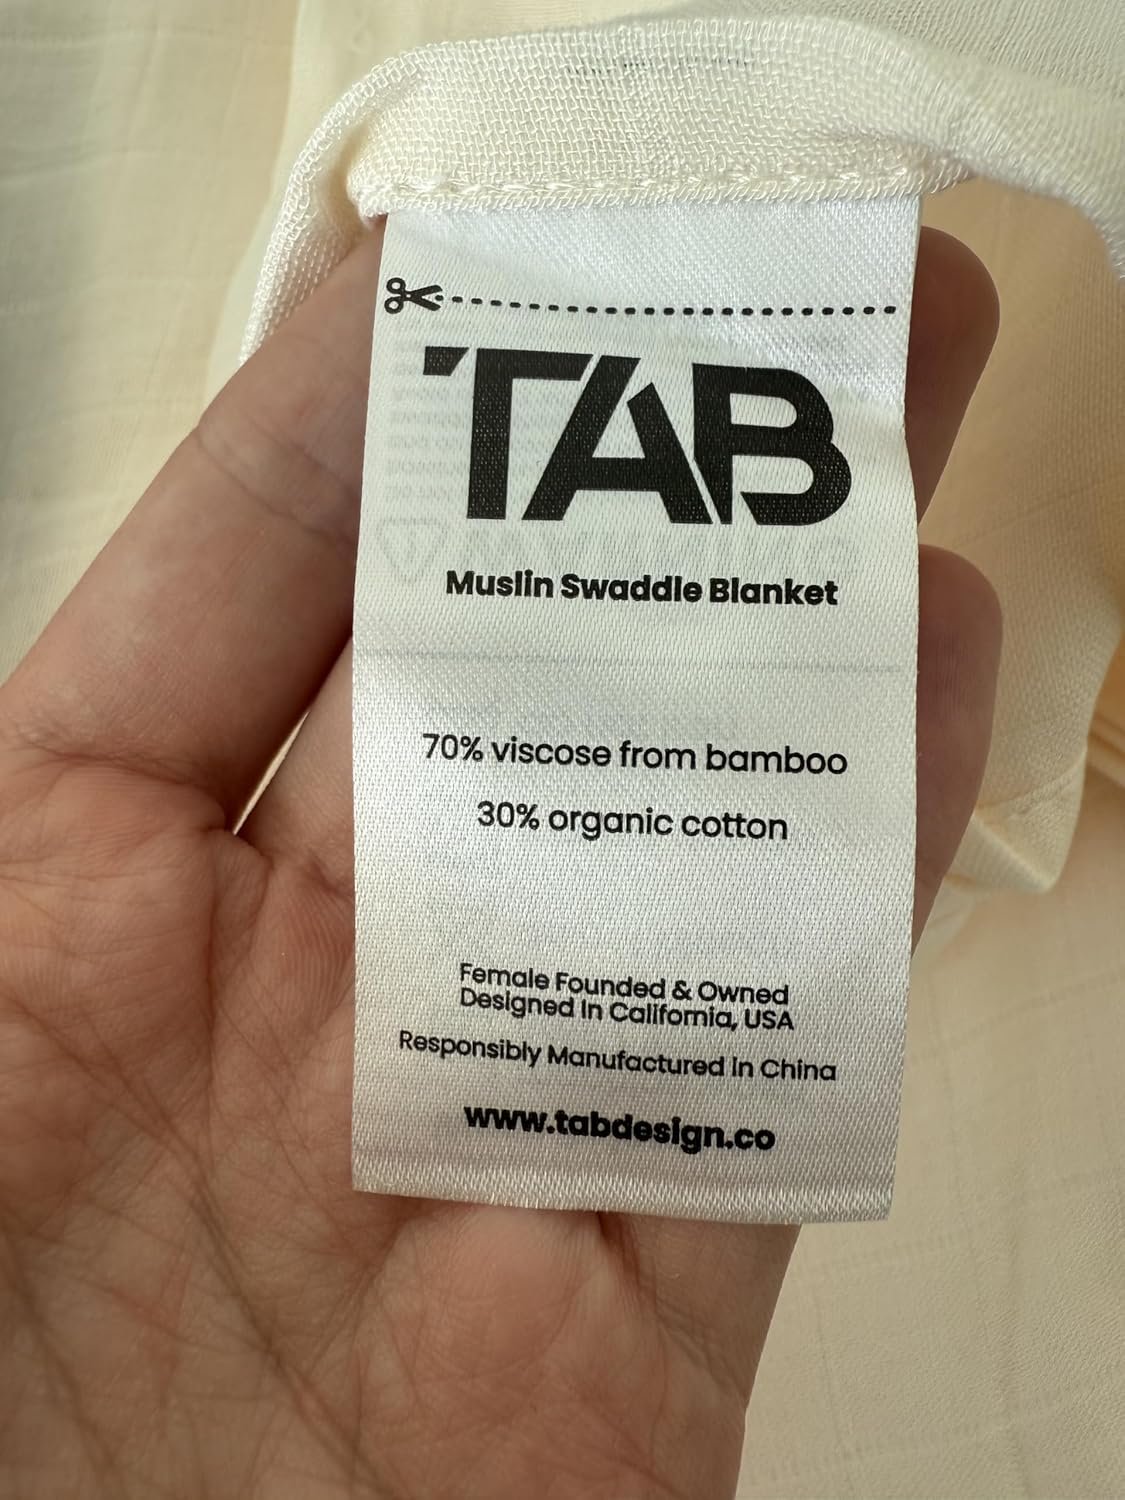 TAB
Muslin Swaddle Blanket
70% viscose from bamboo
30% organic cotton
Female Founded & Owned
Designed In California, USA
Responsibly Manufactured in China
www.tabdesign.co